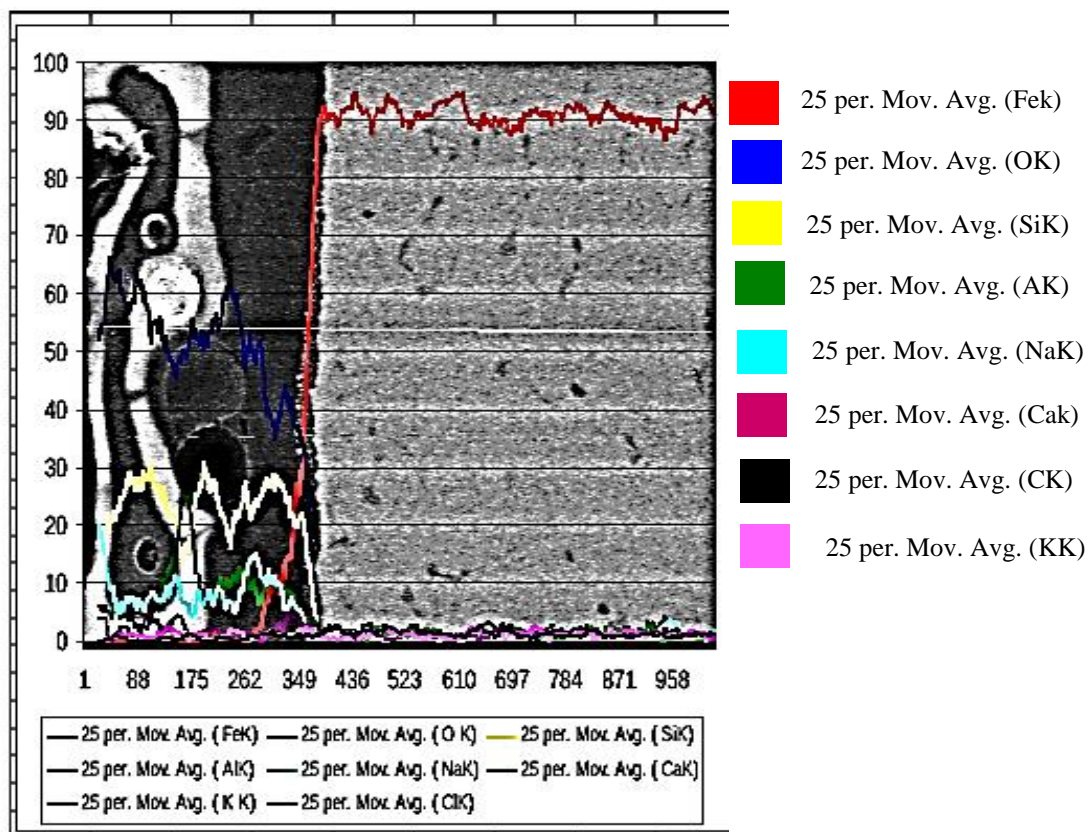 100
90
80
70
60
50
40
30
20
10
0
1 88 175 262 349 436 523 610 697 784 871 958
25 per. Mov. Avg. (FeK) 25 per. Mov. Avg. (O K) 25 per. Mov. Avg. (SiK)
25 per. Mov. Avg. (AlK) 25 per. Mov. Avg. (NaK) 25 per. Mov. Avg. (CaK)
25 per. Mov. Avg. (K K) 25 per. Mov. Avg. (ClK)
25 per. Mov. Avg. (Fek)
25 per. Mov. Avg. (OK)
25 per. Mov. Avg. (SiK)
25 per. Mov. Avg. (AK)
25 per. Mov. Avg. (NaK)
25 per. Mov. Avg. (Cak)
25 per. Mov. Avg. (CK)
25 per. Mov. Avg. (KK)